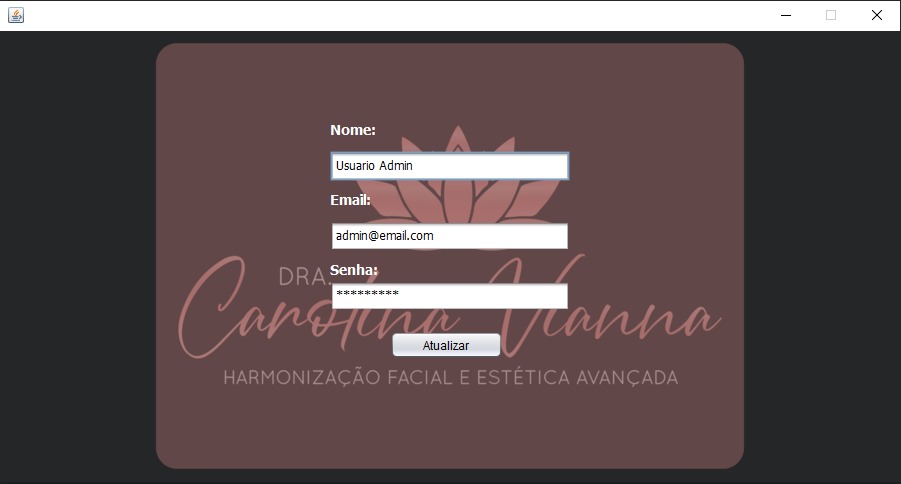 Nome:
Usuario Admin
Email:
admin@email.com
DRA.
Senha:
*********
Carolina Vianna
Atualizar
HARMONIZAÇÃO FACIAL E ESTÉTICA AVANÇADA